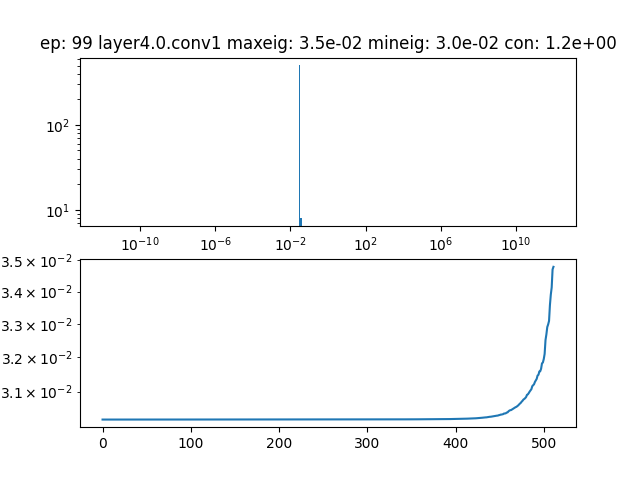 ep: 99 layer4.0.conv1 maxeig: 3.5e-02 mineig: 3.0e-02 con: 1.2e+00
10²
10¹
10⁻¹⁰ 10⁻⁶ 10⁻² 10² 10⁶ 10¹⁰
3.5 × 10⁻²
3.4 × 10⁻²
3.3 × 10⁻²
3.2 × 10⁻²
3.1 × 10⁻²
0 100 200 300 400 500